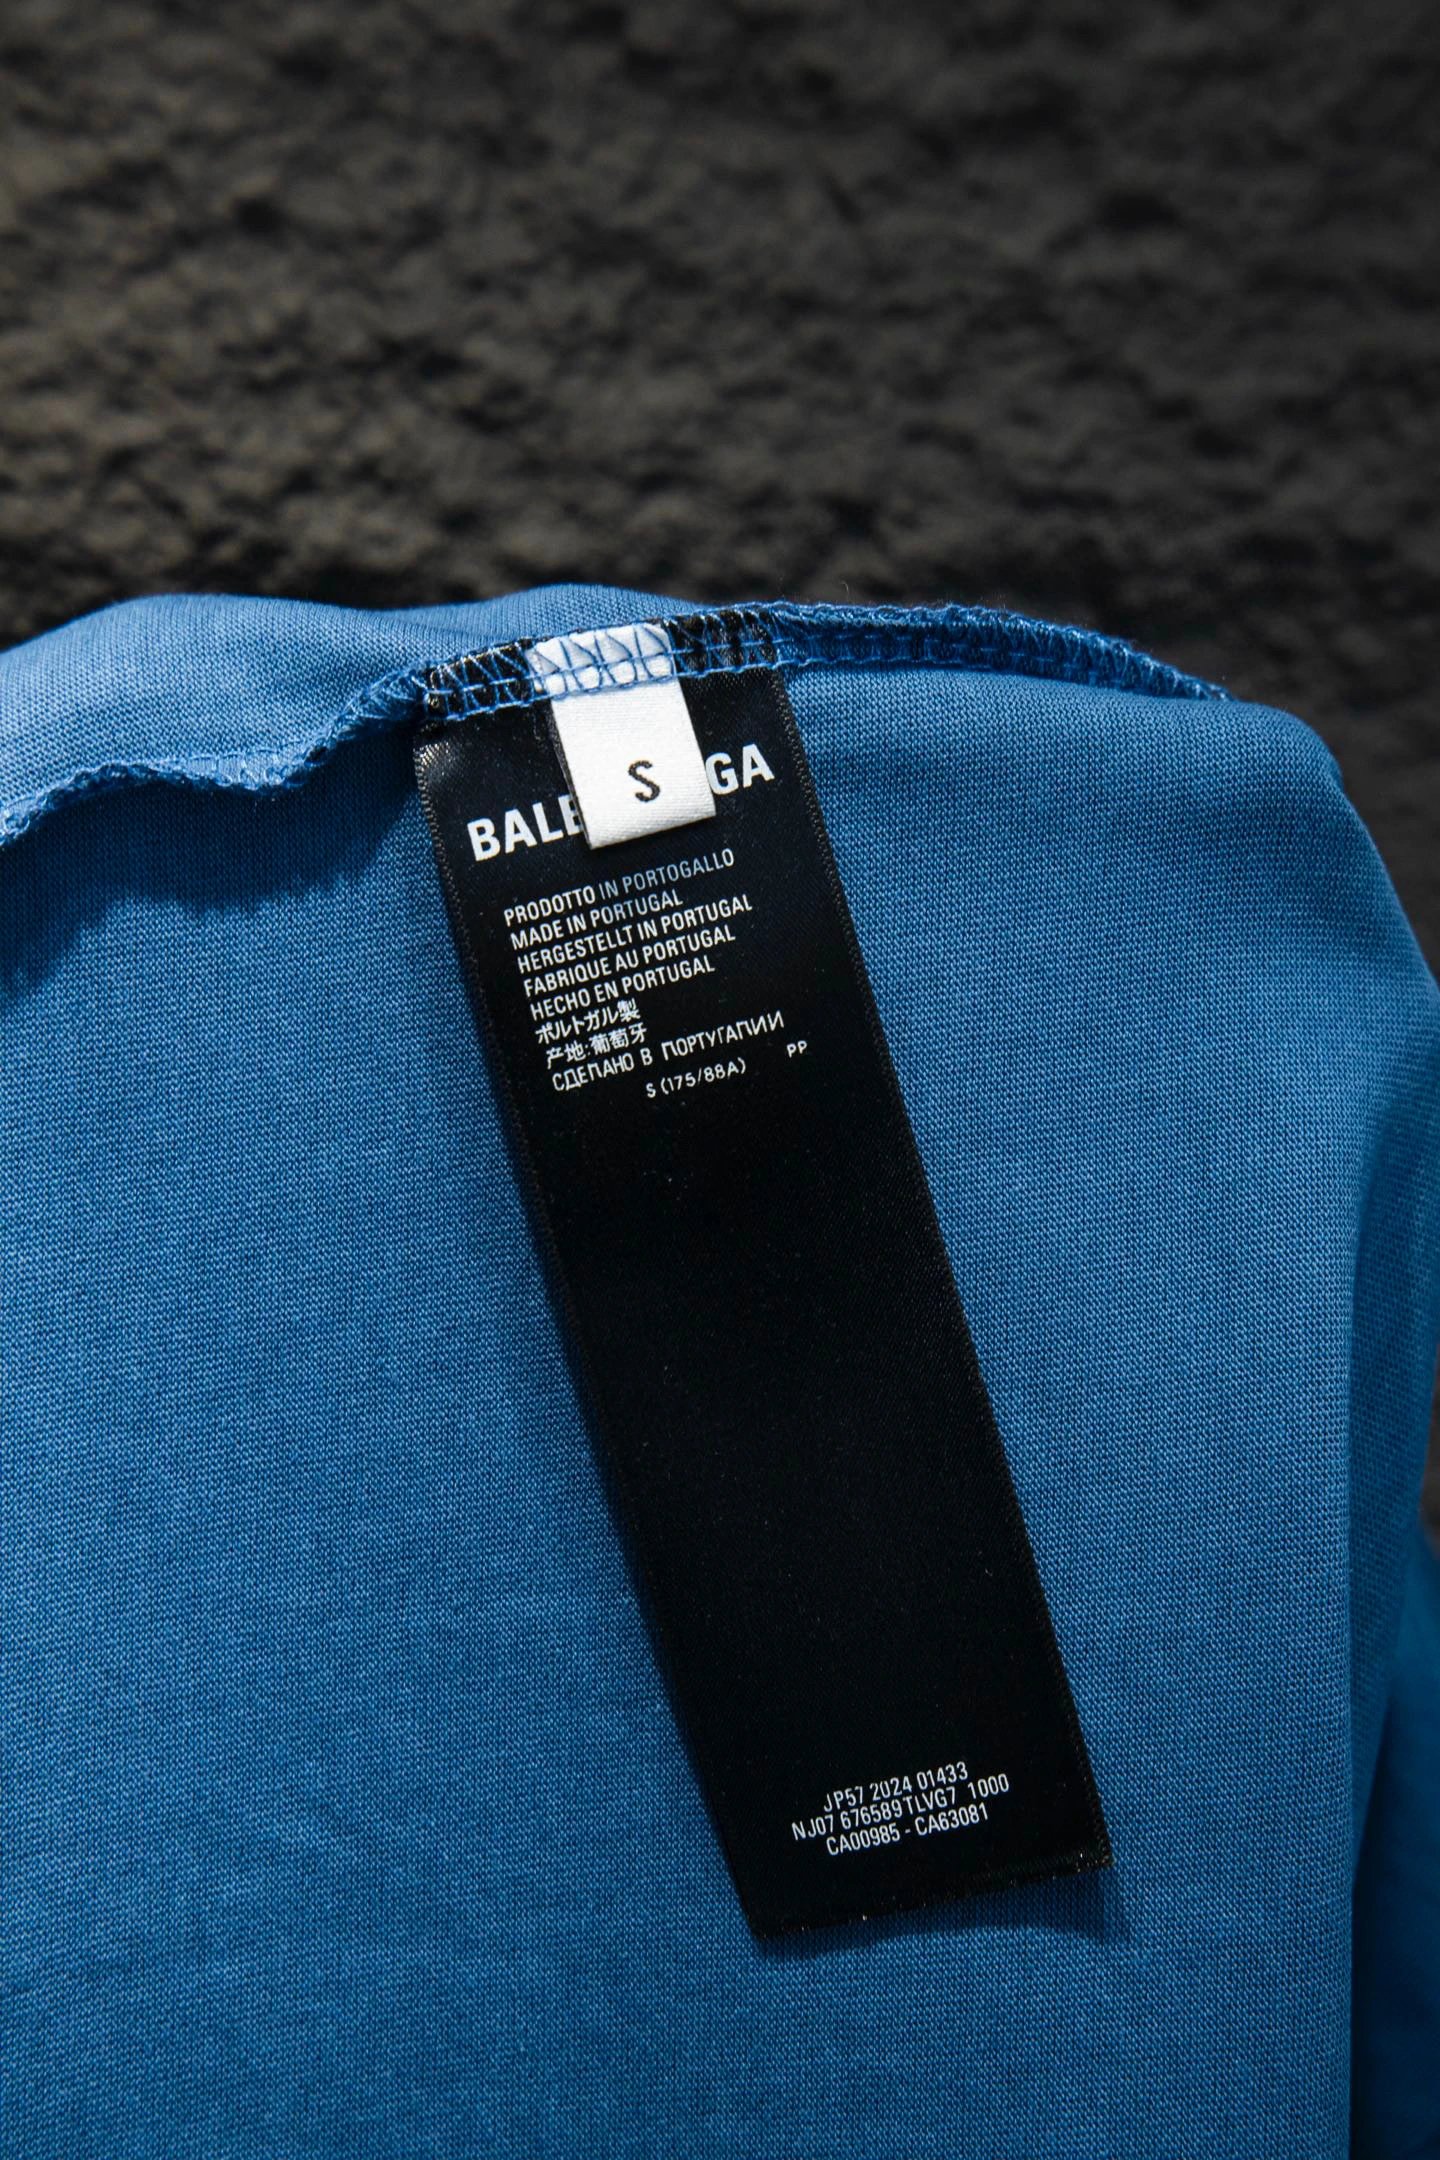 S
BALE GA
PRODOTTO IN PORTOGALLO
MADE IN PORTUGAL
HERGESTELLT IN PORTUGAL
FABRIQUE AU PORTUGAL
HECHO EN PORTUGAL
ポルトガル製
产地:葡萄牙
СДЕПАНО В ПОРТУГАПИИ
S (175/88A) PP
JP57 2024 01433
NJ07 676589TLVG7 1000
CA00985 - CA63081